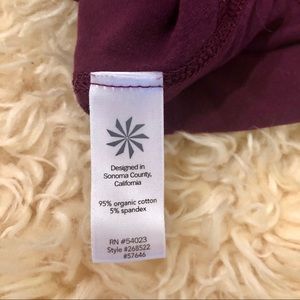 Designed in
Sonoma County,
California
95% organic cotton
5% spandex
RN #54023
Style #268522
#57646